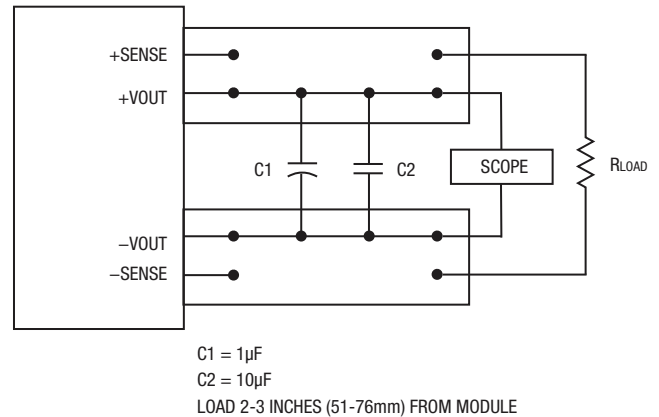 +SENSE
+VOUT
C1
C2
SCOPE
RLOAD
−VOUT
−SENSE
C1 = 1µF
C2 = 10µF
LOAD 2-3 INCHES (51-76mm) FROM MODULE